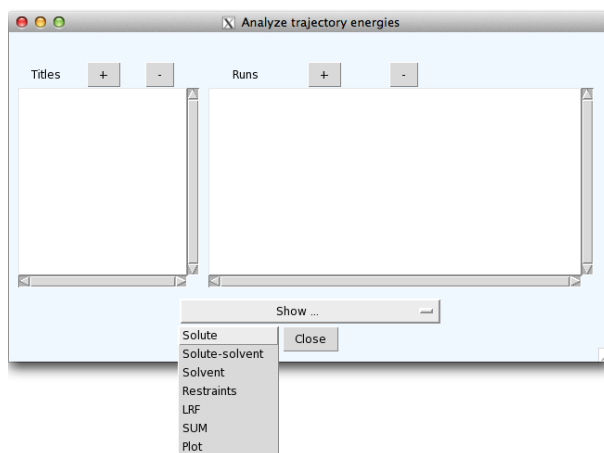 Analyze trajectory energies
Titles + - Runs + -
Show ...
Solute
Close
Solute-solvent
Solvent
Restraints
LRF
SUM
Plot